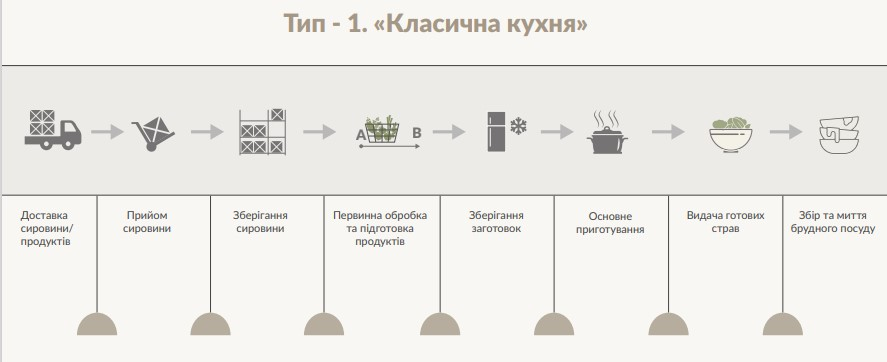 Тип - 1. «Класична кухня»
A B
Доставка
сировини/
продуктів
Прийом
сировини
Зберігання
сировини
Первинна обробка
та підготовка
продуктів
Зберігання
заготовок
Основне
приготування
Видача готових
страв
Збір та миття
брудного посуду